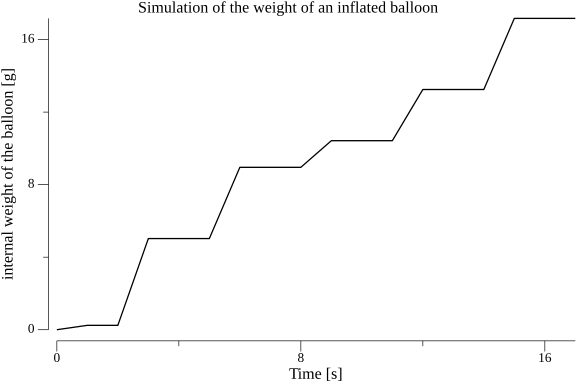 Simulation of the weight of an inflated balloon
internal weight of the balloon [g]
16
8
0
0
8
16
Time [s]